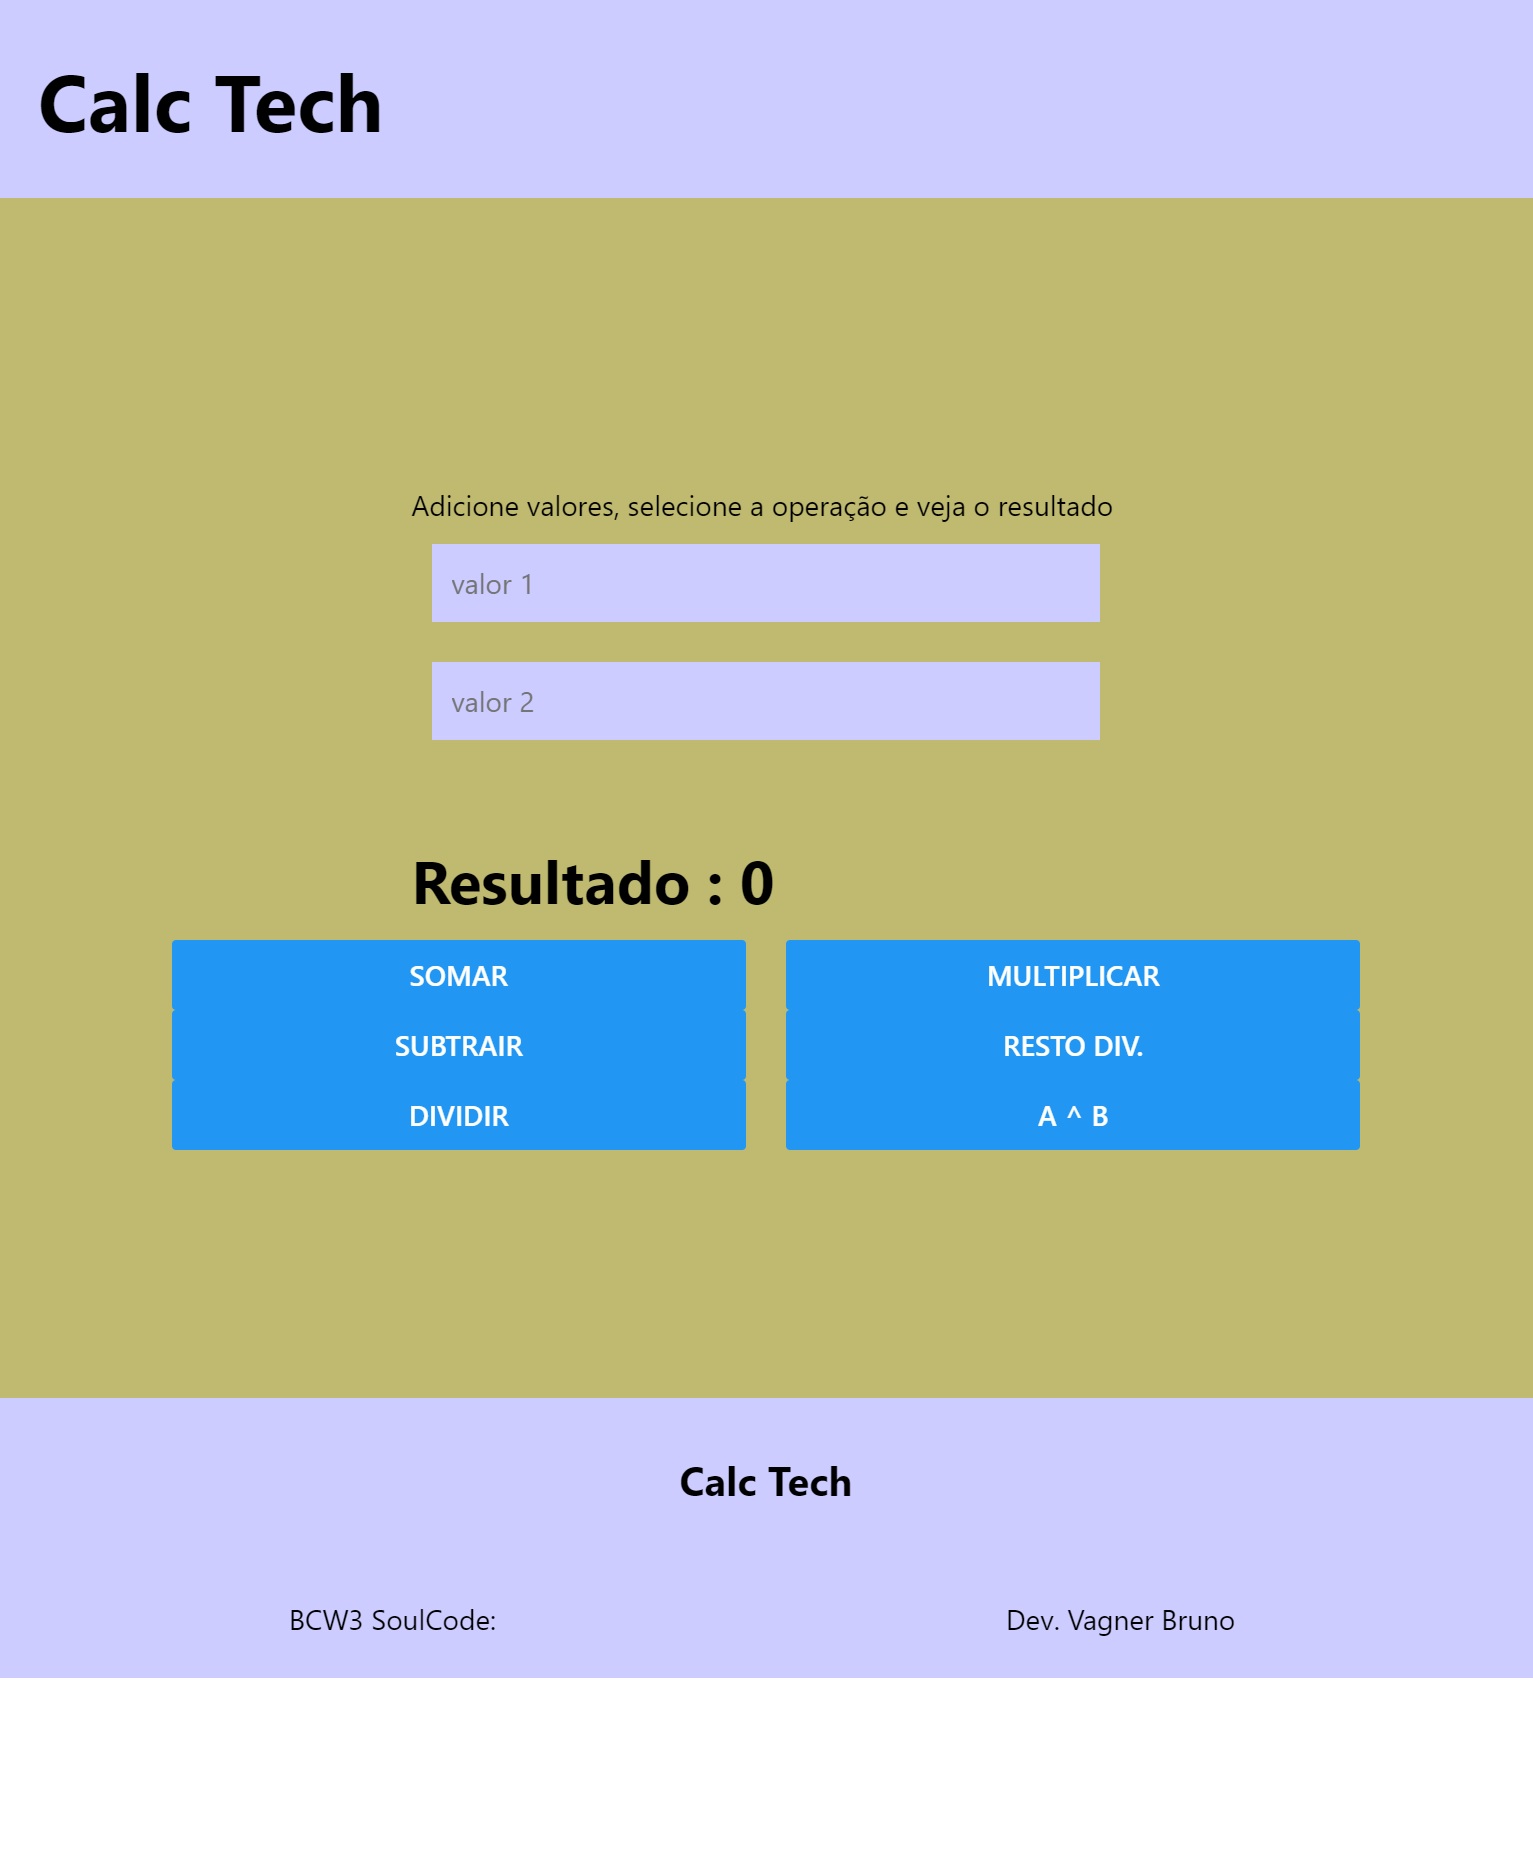 Calc Tech
Adicione valores, selecione a operação e veja o resultado
valor 1
valor 2
Resultado : 0
SOMAR
MULTIPLICAR
SUBTRAIR
RESTO DIV.
DIVIDIR
A ^ B
Calc Tech
BCW3 SoulCode:
Dev. Vagner Bruno